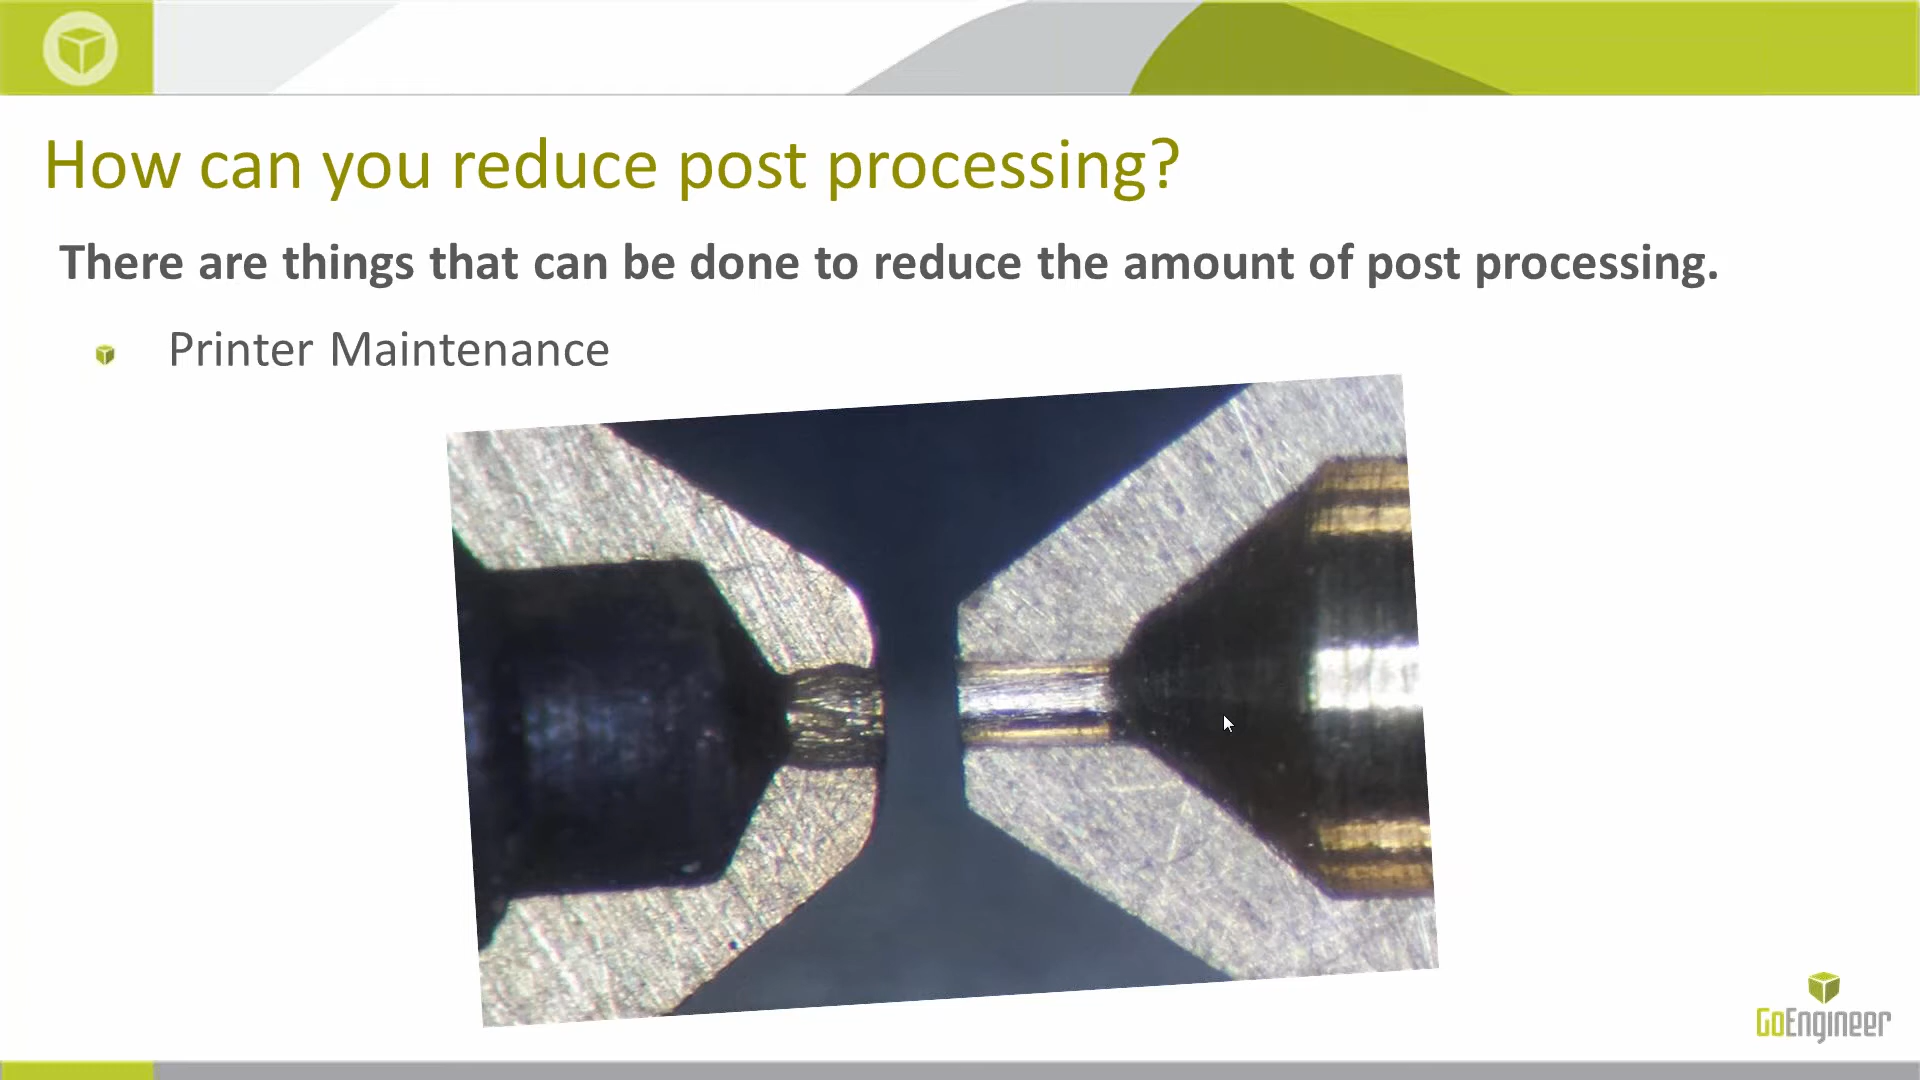 How can you reduce post processing?
There are things that can be done to reduce the amount of post processing.
Printer Maintenance
GoEngineer